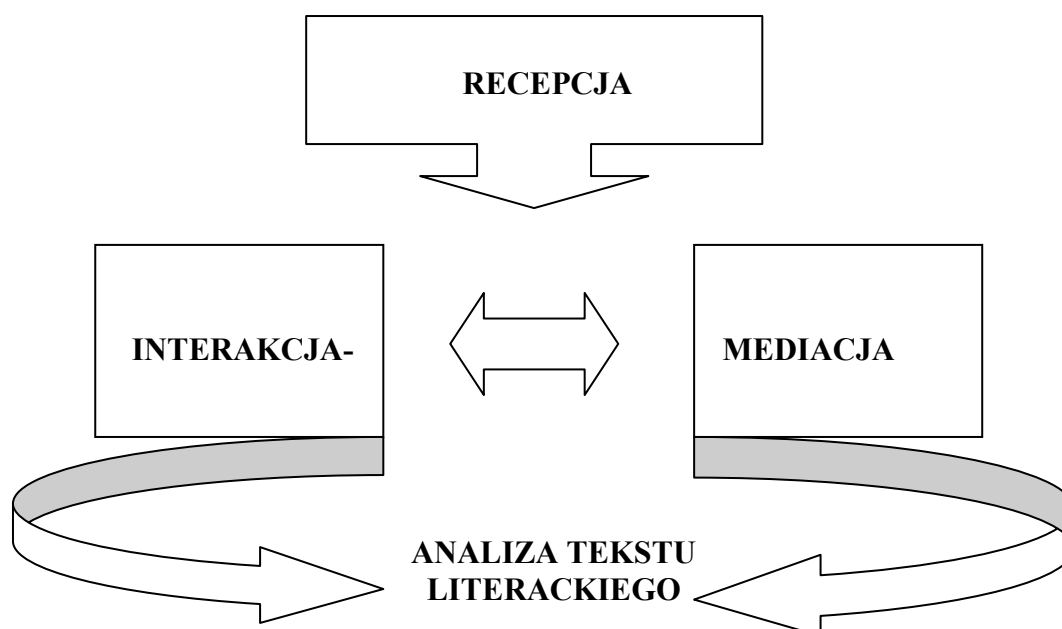 RECEPCJA
INTERAKCJA-
MEDIACJA
ANALIZA TEKSTU
LITERACKIEGO